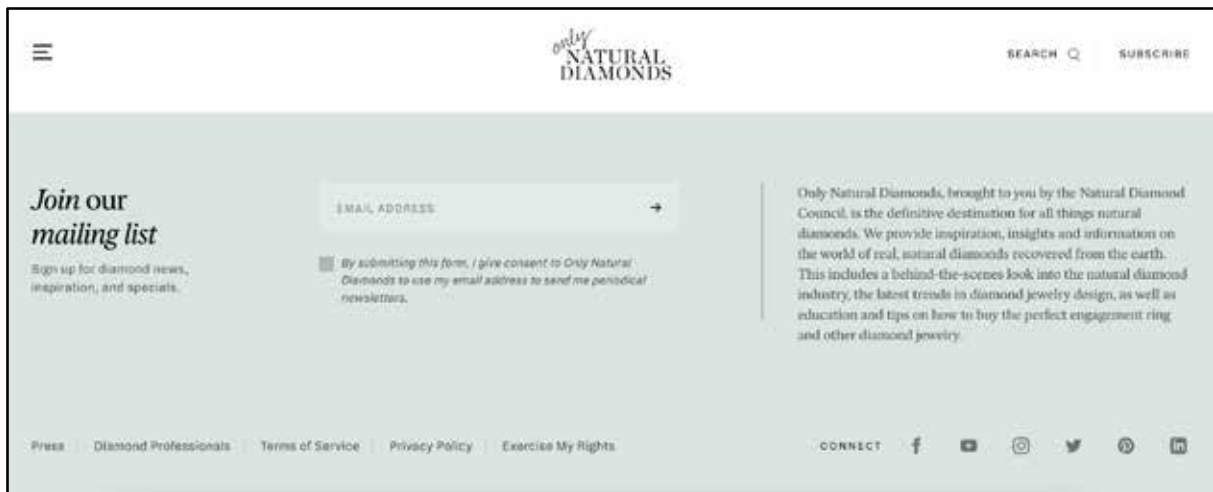 only
NATURAL
DIAMONDS
SEARCH
SUBSCRIBE
Join our
mailing list
Sign up for diamond news,
inspiration, and specials.
EMAIL ADDRESS
By submitting this form, I give consent to Only Natural
Diamonds to use my email address to send me periodical
newsletters.
Only Natural Diamonds, brought to you by the Natural Diamond
Council, is the definitive destination for all things natural
diamonds. We provide inspiration, insights and information on
the world of real, natural diamonds recovered from the earth.
This includes a behind-the-scenes look into the natural diamond
industry, the latest trends in diamond jewelry design, as well as
education and tips on how to buy the perfect engagement ring
and other diamond jewelry.
Press Diamond Professionals Terms of Service Privacy Policy Exercise My Rights
CONNECT